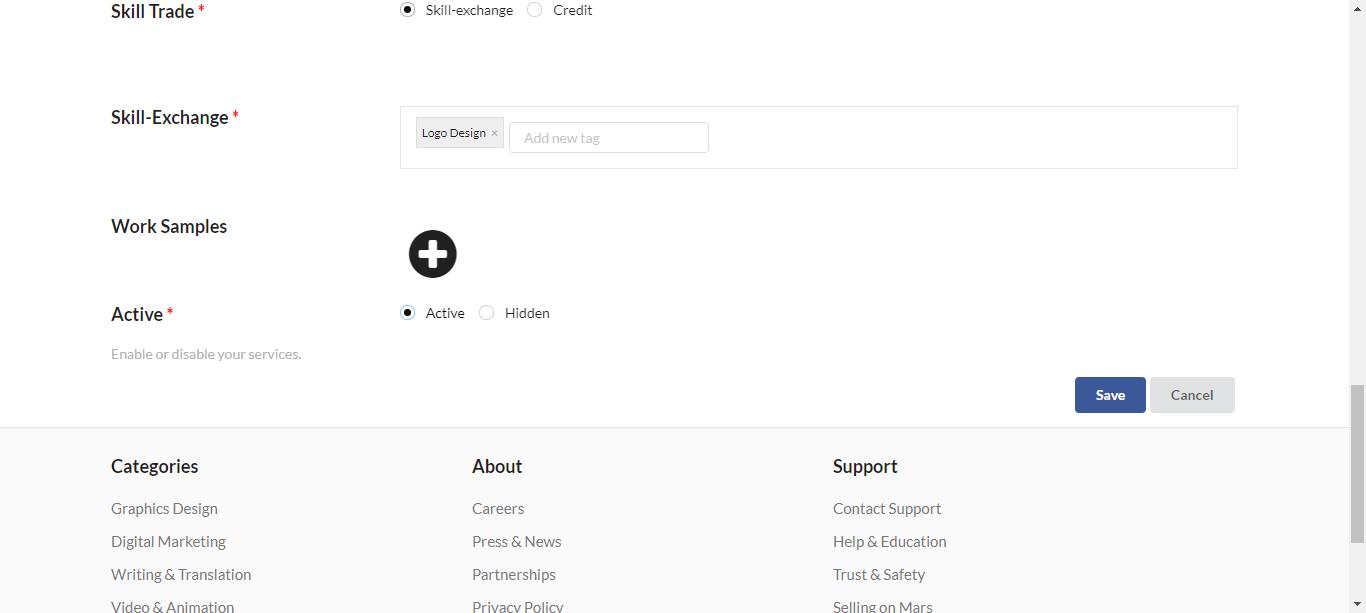 Skill Trade *
Skill-exchange
Credit
Skill-Exchange *
Logo Design ×
Add new tag
Work Samples
Active *
Active
Hidden
Enable or disable your services.
Save
Cancel
Categories
Graphics Design
Digital Marketing
Writing & Translation
Video & Animation
About
Careers
Press & News
Partnerships
Privacy Policy
Support
Contact Support
Help & Education
Trust & Safety
Selling on Mars